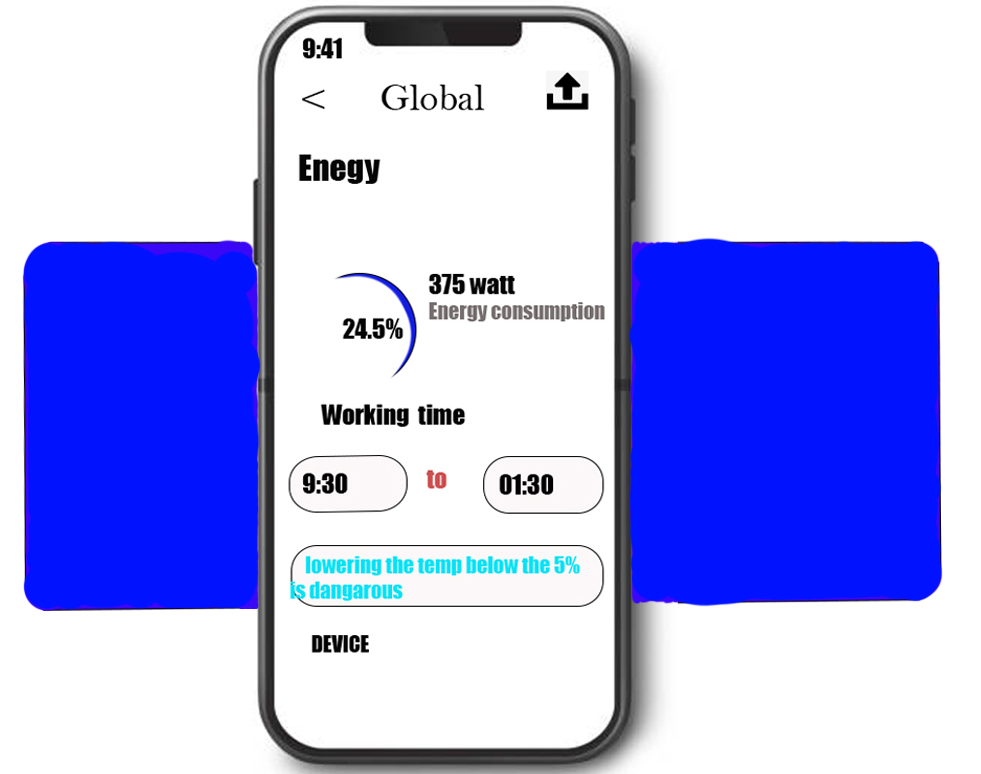 9:41
< Global
Enegy
375 watt
Energy consumption
24.5%
Working time
9:30 to 01:30
lowering the temp below the 5%
is dangarous
DEVICE